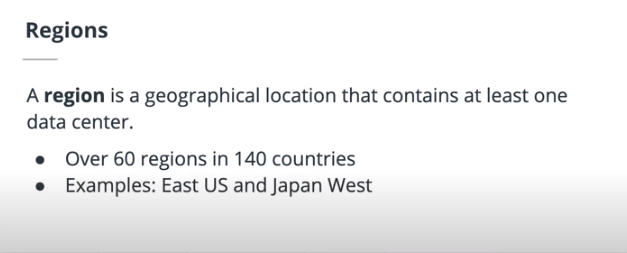 Regions
A region is a geographical location that contains at least one
data center.
● Over 60 regions in 140 countries
● Examples: East US and Japan West